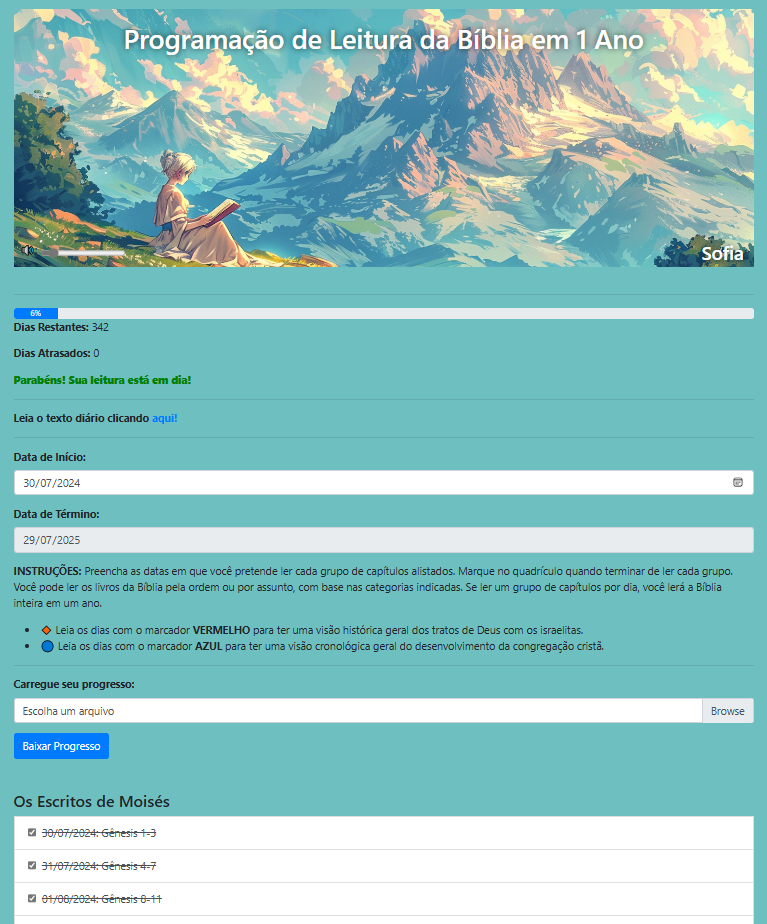 Programação de Leitura da Bíblia em 1 Ano
Sofia
6%
Dias Restantes: 342
Dias Atrasados: 0
Parabéns! Sua leitura está em dia!
Leia o texto diário clicando aqui!
Data de Início:
30/07/2024
Data de Término:
29/07/2025
INSTRUÇÕES: Preencha as datas em que você pretende ler cada grupo de capítulos alistados. Marque no quadrículo quando terminar de ler cada grupo.
Você pode ler os livros da Bíblia pela ordem ou por assunto, com base nas categorias indicadas. Se ler um grupo de capítulos por dia, você lerá a Bíblia
inteira em um ano.
Leia os dias com o marcador VERMELHO para ter uma visão histórica geral dos tratos de Deus com os israelitas.
Leia os dias com o marcador AZUL para ter uma visão cronológica geral do desenvolvimento da congregação cristã.
Carregue seu progresso:
Escolha um arquivo Browse
Baixar Progresso
Os Escritos de Moisés
30/07/2024: Gênesis 1-3
31/07/2024: Gênesis 4-7
01/08/2024: Gênesis 8-11